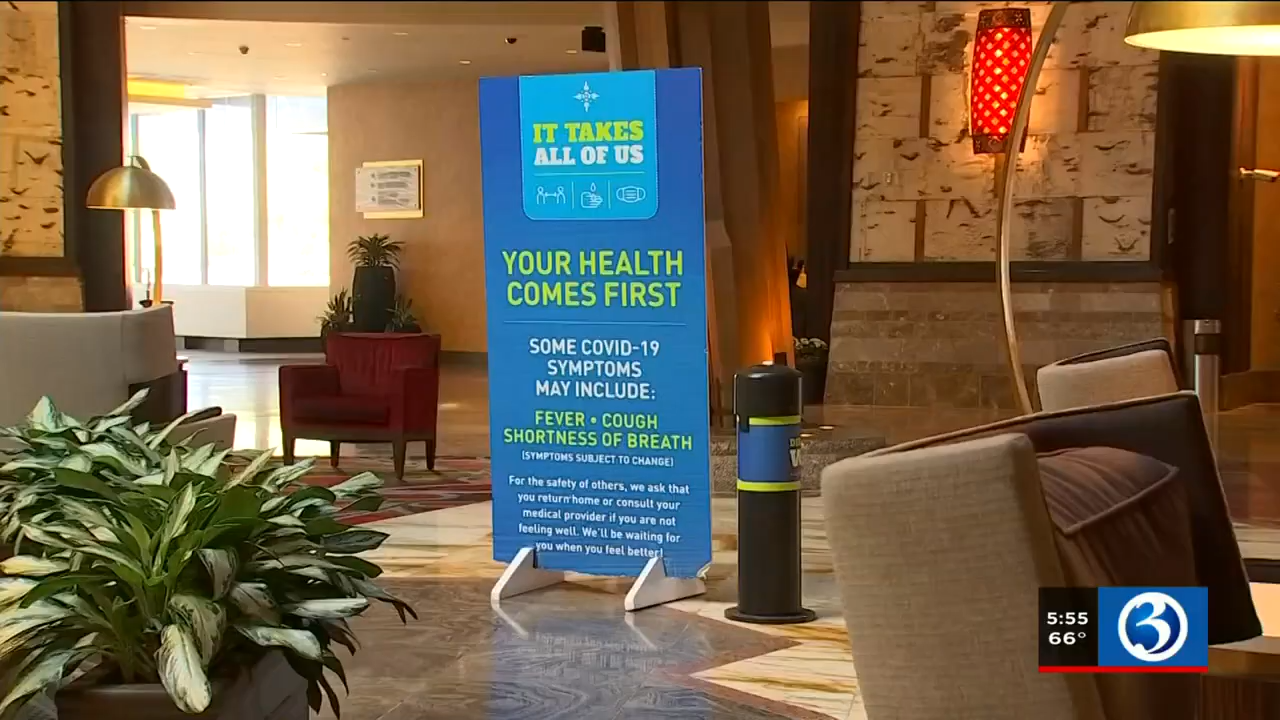 IT TAKES
ALL OF US
YOUR HEALTH
COMES FIRST
SOME COVID-19
SYMPTOMS
MAY INCLUDE:
FEVER • COUGH
SHORTNESS OF BREATH
(SYMPTOMS SUBJECT TO CHANGE)
For the safety of others, we ask that
you return home or consult your
medical provider if you are not
feeling well. We'll be waiting for
you when you feel better!
5:55
66°
3